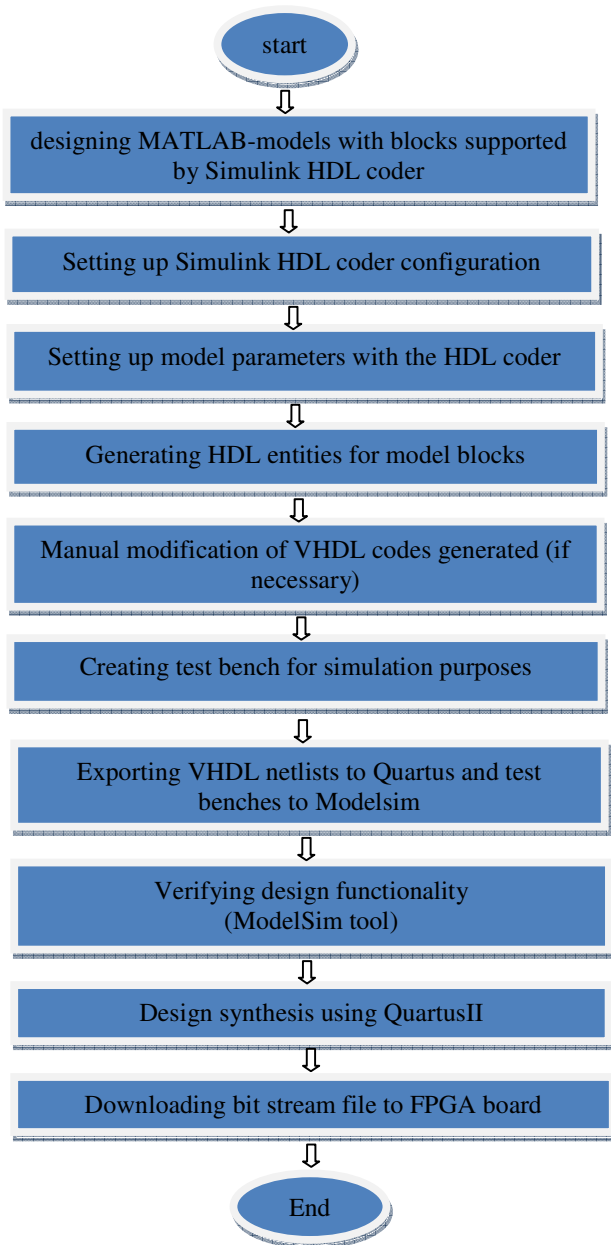 start
designing MATLAB-models with blocks supported
by Simulink HDL coder
Setting up Simulink HDL coder configuration
Setting up model parameters with the HDL coder
Generating HDL entities for model blocks
Manual modification of VHDL codes generated (if
necessary)
Creating test bench for simulation purposes
Exporting VHDL netlists to Quartus and test
benches to Modelsim
Verifying design functionality
(ModelSim tool)
Design synthesis using QuartusII
Downloading bit stream file to FPGA board
End